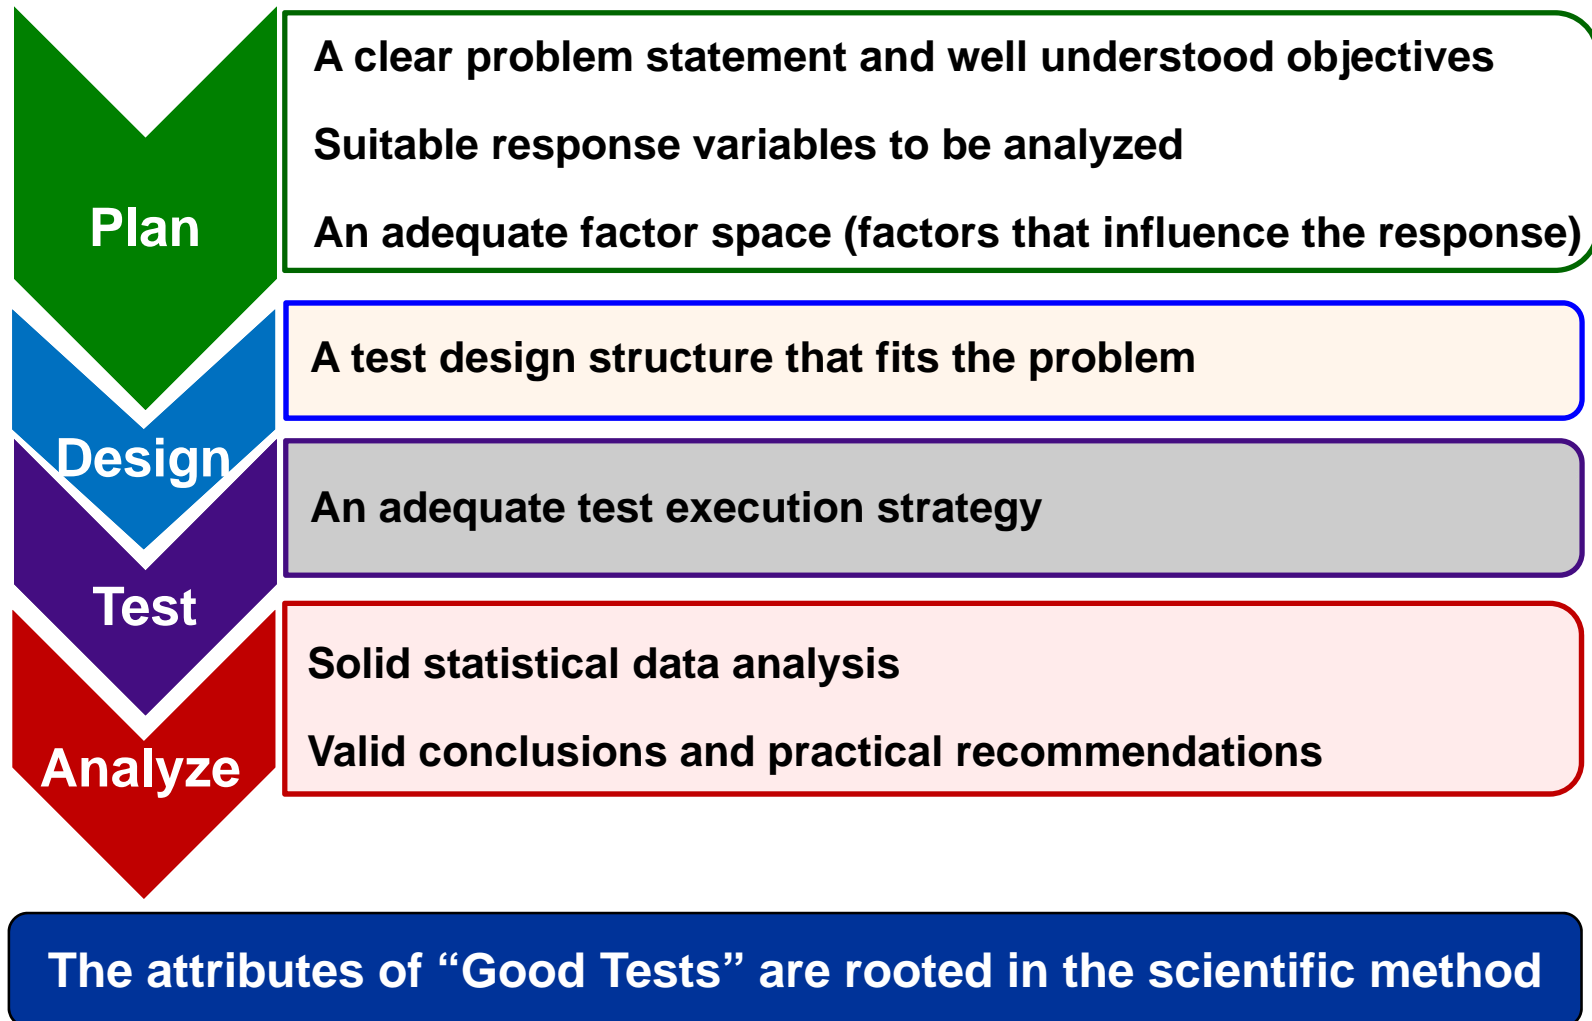 Plan
A clear problem statement and well understood objectives
Suitable response variables to be analyzed
An adequate factor space (factors that influence the response)
Design
A test design structure that fits the problem
Test
An adequate test execution strategy
Analyze
Solid statistical data analysis
Valid conclusions and practical recommendations
The attributes of “Good Tests” are rooted in the scientific method